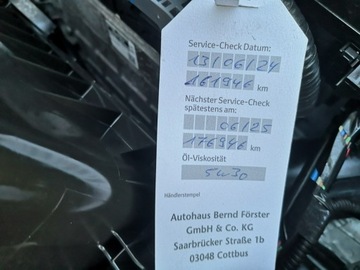 Service-Check Datum:
13/06/24
161946 km
Nächster Service-Check
spätestens am:
06/25
176946 km
Öl-Viskosität
5W30
Händlerstempel
Autohaus Bernd Förster
GmbH & Co. KG
Saarbrücker Straße 1b
03048 Cottbus